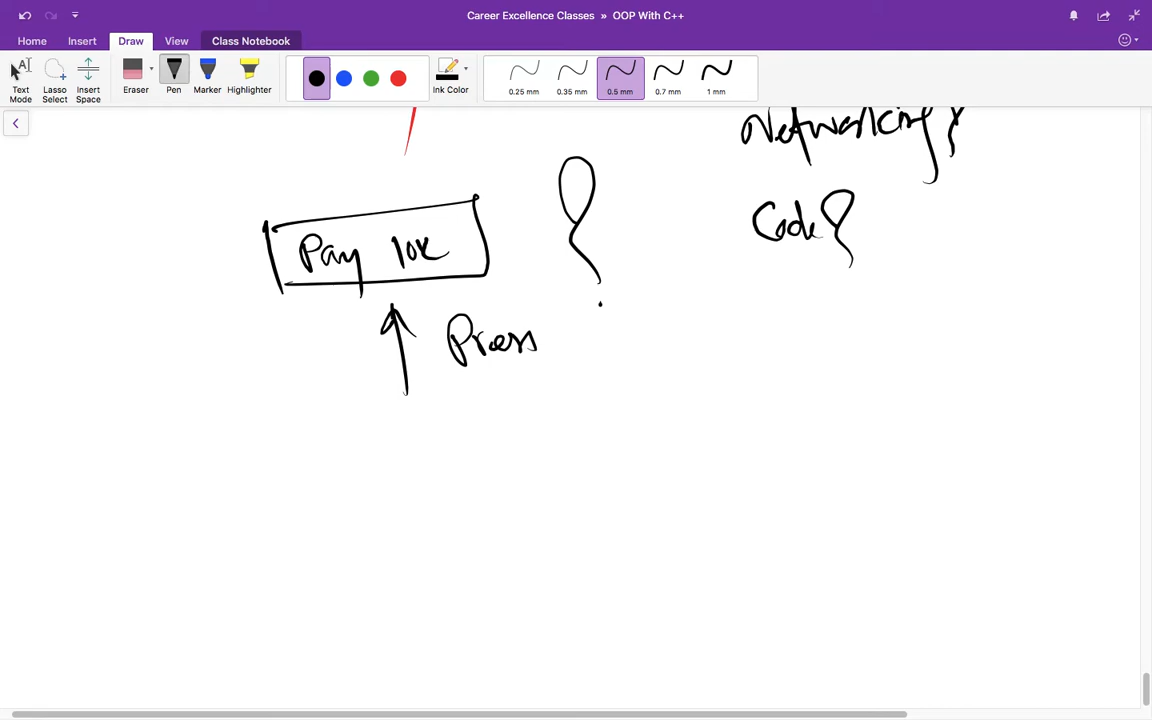 Career Excellence Classes » OOP With C++
Home Insert Draw View Class Notebook
Text Mode
Lasso Select
Insert Space
Eraser
Pen
Marker
Highlighter
Ink Color
0.25 mm
0.35 mm
0.5 mm
0.7 mm
1 mm
Networking?
Code?
Pay 10k ?
Press